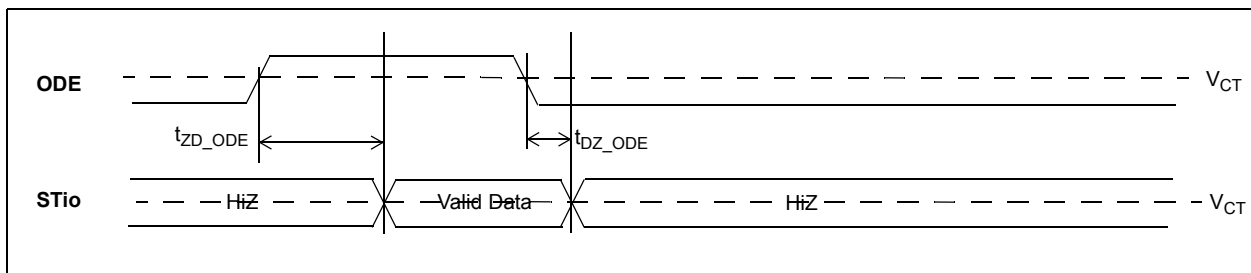 ODE
V_CT
t_ZD_ODE
t_DZ_ODE
STio
HiZ
Valid Data
HiZ
V_CT